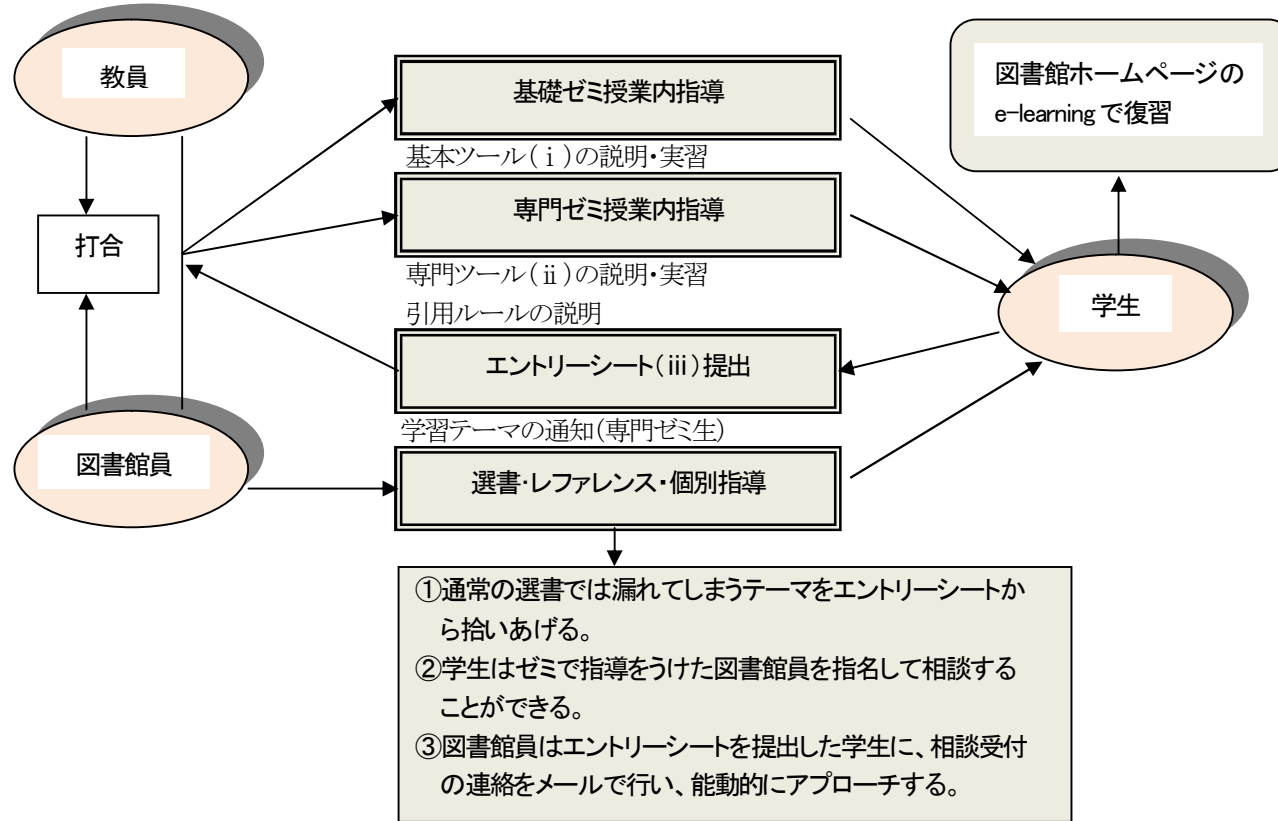 教員
基礎ゼミ授業内指導
図書館ホームページの
e-learningで復習
基本ツール(ⅰ)の説明・実習
専門ゼミ授業内指導
打合
専門ツール(ⅱ)の説明・実習
引用ルールの説明
学生
エントリーシート(ⅲ)提出
学習テーマの通知(専門ゼミ生)
図書館員
選書・レファレンス・個別指導
①通常の選書では漏れてしまうテーマをエントリーシートか
ら拾いあげる。
②学生はゼミで指導をうけた図書館員を指名して相談する
ことができる。
③図書館員はエントリーシートを提出した学生に、相談受付
の連絡をメールで行い、能動的にアプローチする。